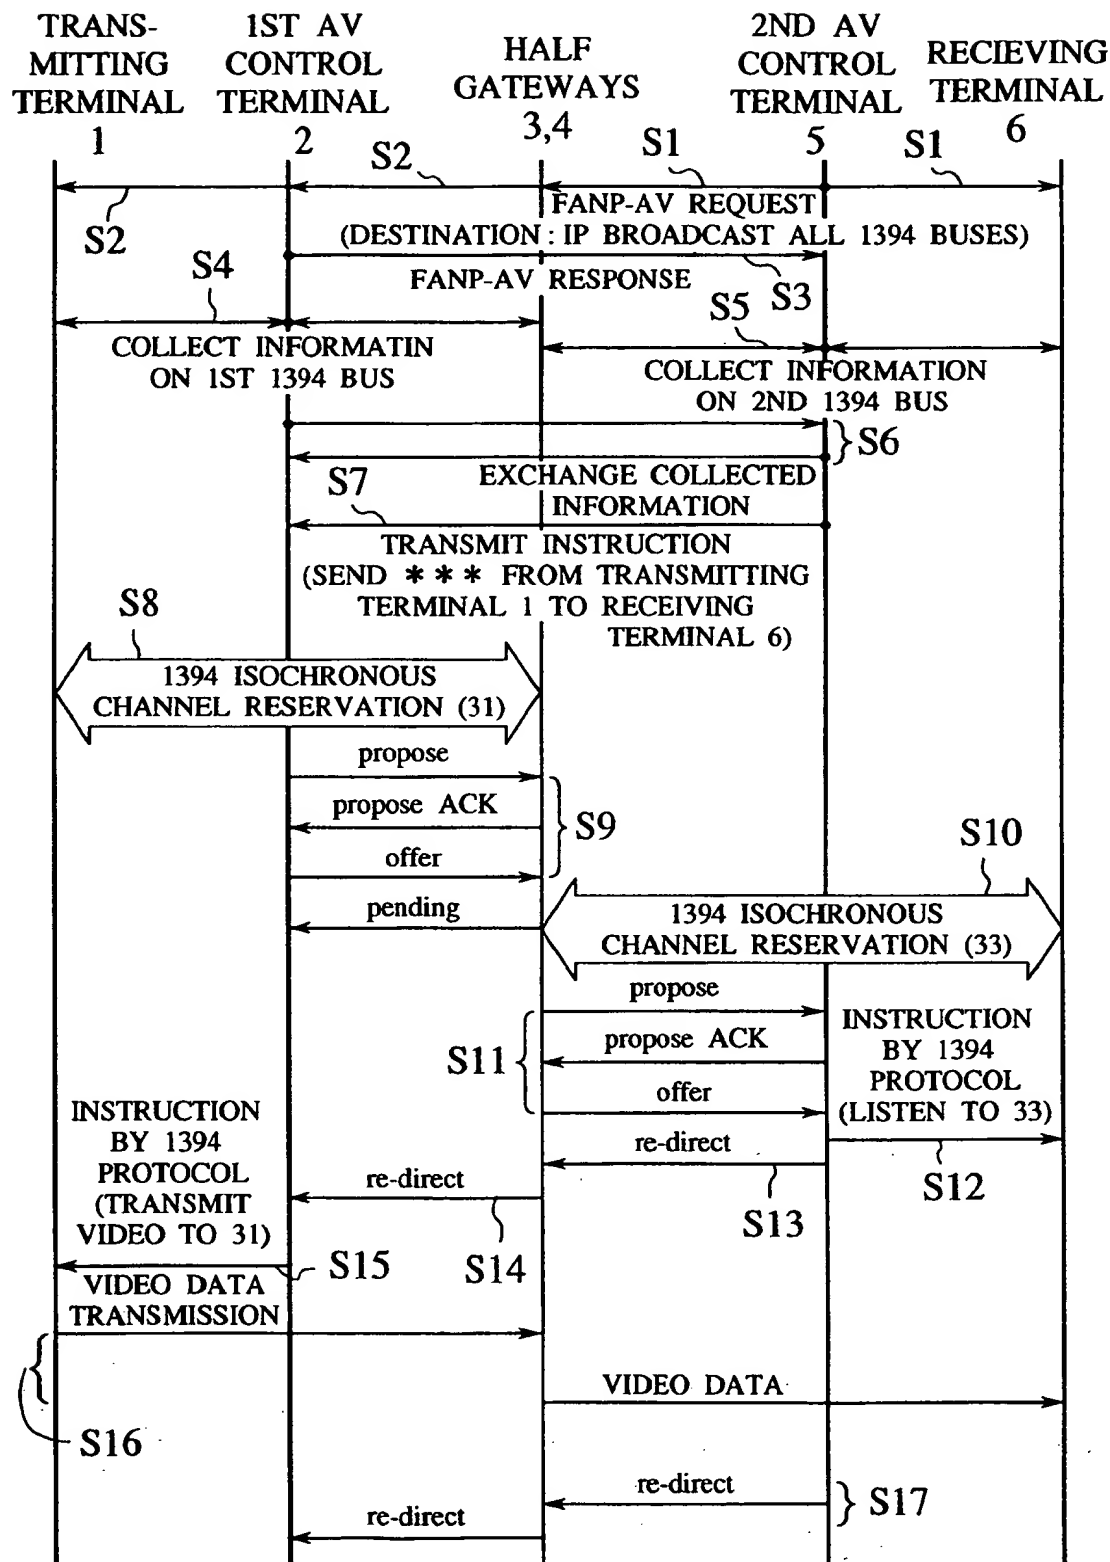 TRANS-
MITTING
TERMINAL
1
1ST AV
CONTROL
TERMINAL
2
HALF
GATEWAYS
3,4
2ND AV
CONTROL
TERMINAL
5
RECIEVING
TERMINAL
6
S2
S1
S1
S2
FANP-AV REQUEST
(DESTINATION : IP BROADCAST ALL 1394 BUSES)
S4
FANP-AV RESPONSE
S3
S5
COLLECT INFORMATIN
ON 1ST 1394 BUS
COLLECT INFORMATION
ON 2ND 1394 BUS
S6
EXCHANGE COLLECTED
INFORMATION
S7
TRANSMIT INSTRUCTION
(SEND * * * FROM TRANSMITTING
TERMINAL 1 TO RECEIVING
TERMINAL 6)
S8
1394 ISOCHRONOUS
CHANNEL RESERVATION (31)
propose
propose ACK
offer
S9
pending
S10
1394 ISOCHRONOUS
CHANNEL RESERVATION (33)
propose
propose ACK
offer
S11
INSTRUCTION
BY 1394
PROTOCOL
(LISTEN TO 33)
S12
re-direct
S13
re-direct
S14
INSTRUCTION
BY 1394
PROTOCOL
(TRANSMIT
VIDEO TO 31)
S15
VIDEO DATA
TRANSMISSION
VIDEO DATA
S16
re-direct
S17
re-direct